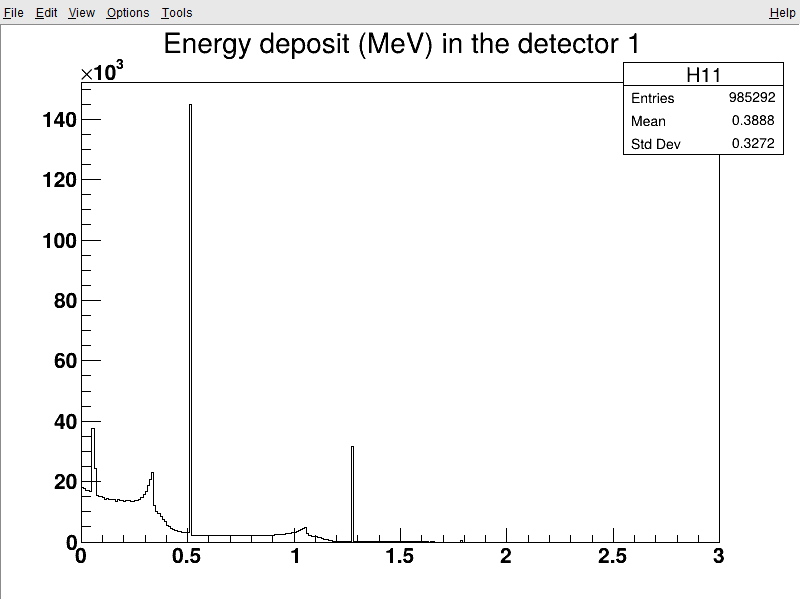 File Edit View Options Tools Help
Energy deposit (MeV) in the detector 1
×10³
H11
Entries 985292
Mean 0.3888
Std Dev 0.3272
140
120
100
80
60
40
20
0
0 0.5 1 1.5 2 2.5 3